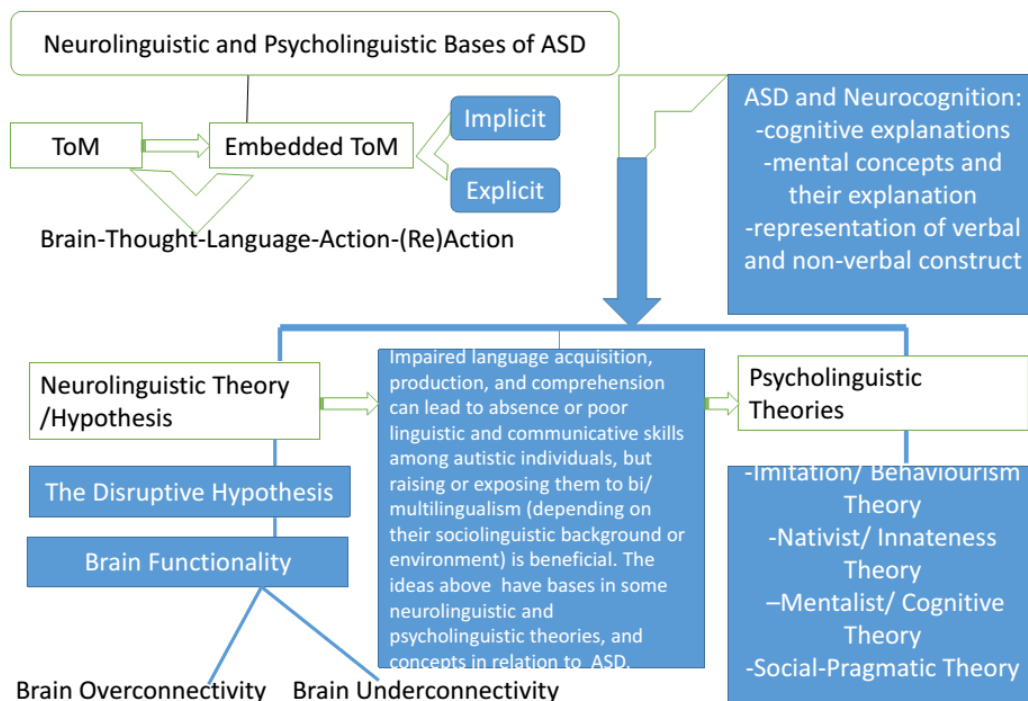 Neurolinguistic and Psycholinguistic Bases of ASD
ToM
Embedded ToM
Implicit
Explicit
Brain-Thought-Language-Action-(Re)Action
ASD and Neurocognition:
-cognitive explanations
-mental concepts and
their explanation
-representation of verbal
and non-verbal construct
Neurolinguistic Theory
/Hypothesis
The Disruptive Hypothesis
Brain Functionality
Brain Overconnectivity
Brain Underconnectivity
Impaired language acquisition,
production, and comprehension
can lead to absence or poor
linguistic and communicative skills
among autistic individuals, but
raising or exposing them to bi/
multilingualism (depending on
their sociolinguistic background or
environment) is beneficial. The
ideas above have bases in some
neurolinguistic and
psycholinguistic theories, and
concepts in relation to ASD.
Psycholinguistic
Theories
-Imitation/ Behaviourism
Theory
-Nativist/ Innateness
Theory
–Mentalist/ Cognitive
Theory
-Social-Pragmatic Theory